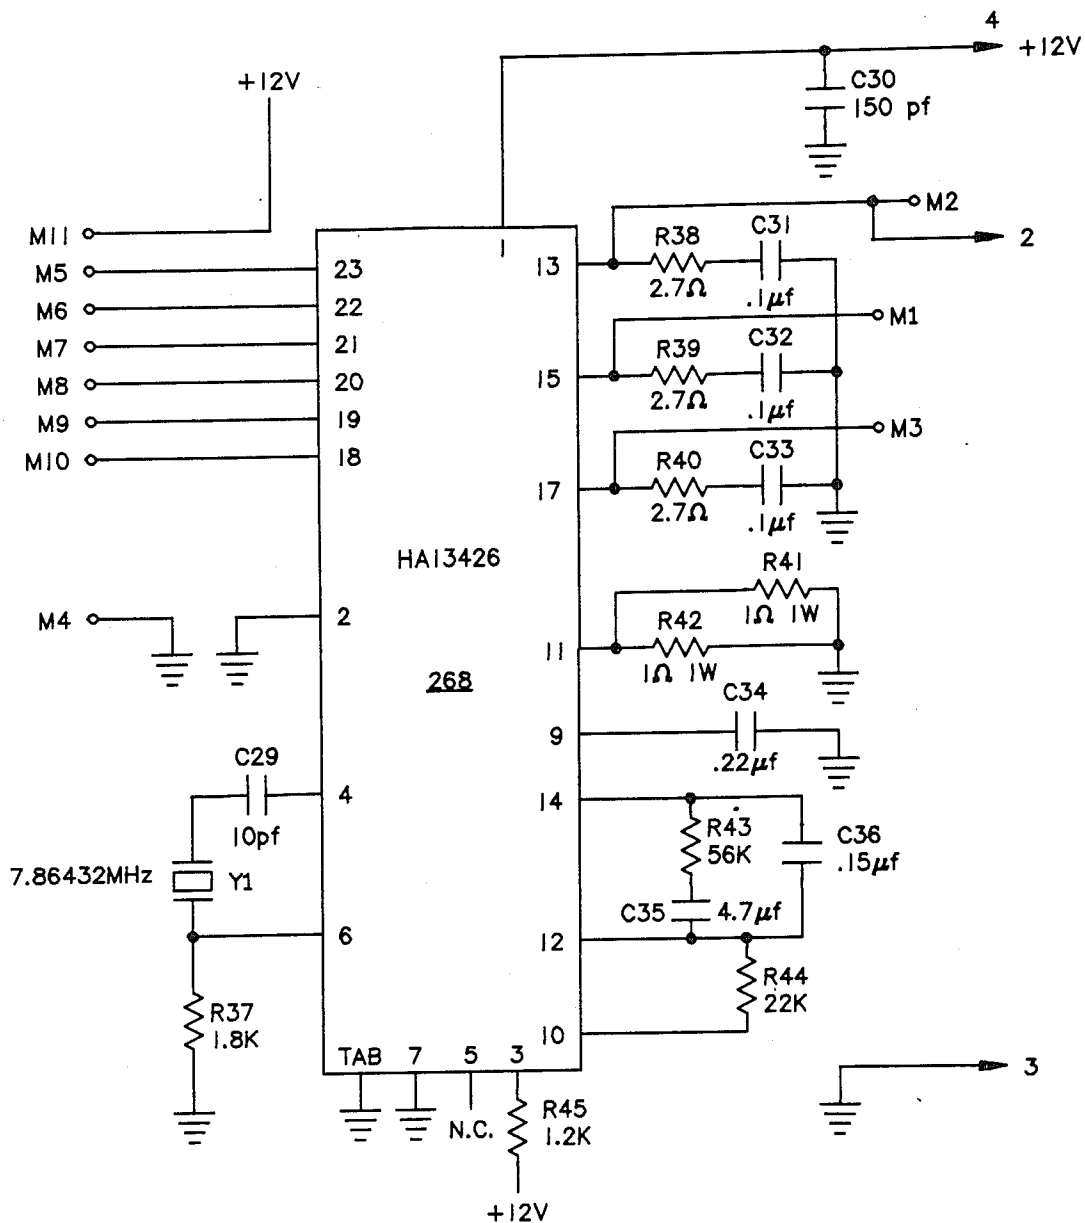 4
+12V
C30
150 pf
+12V
M11
M5
M6
M7
M8
M9
M10
M4
1
23
22
21
20
19
18
2
4
6
13
15
17
11
9
14
12
10
HA13426
268
TAB
7
5
3
N.C.
R45
1.2K
+12V
M2
2
R38
2.7Ω
C31
.1μf
M1
R39
2.7Ω
C32
.1μf
M3
R40
2.7Ω
C33
.1μf
R41
1Ω 1W
R42
1Ω 1W
C34
.22μf
R43
56K
C36
.15μf
C35
4.7μf
R44
22K
3
C29
10pf
7.86432MHz
Y1
R37
1.8K